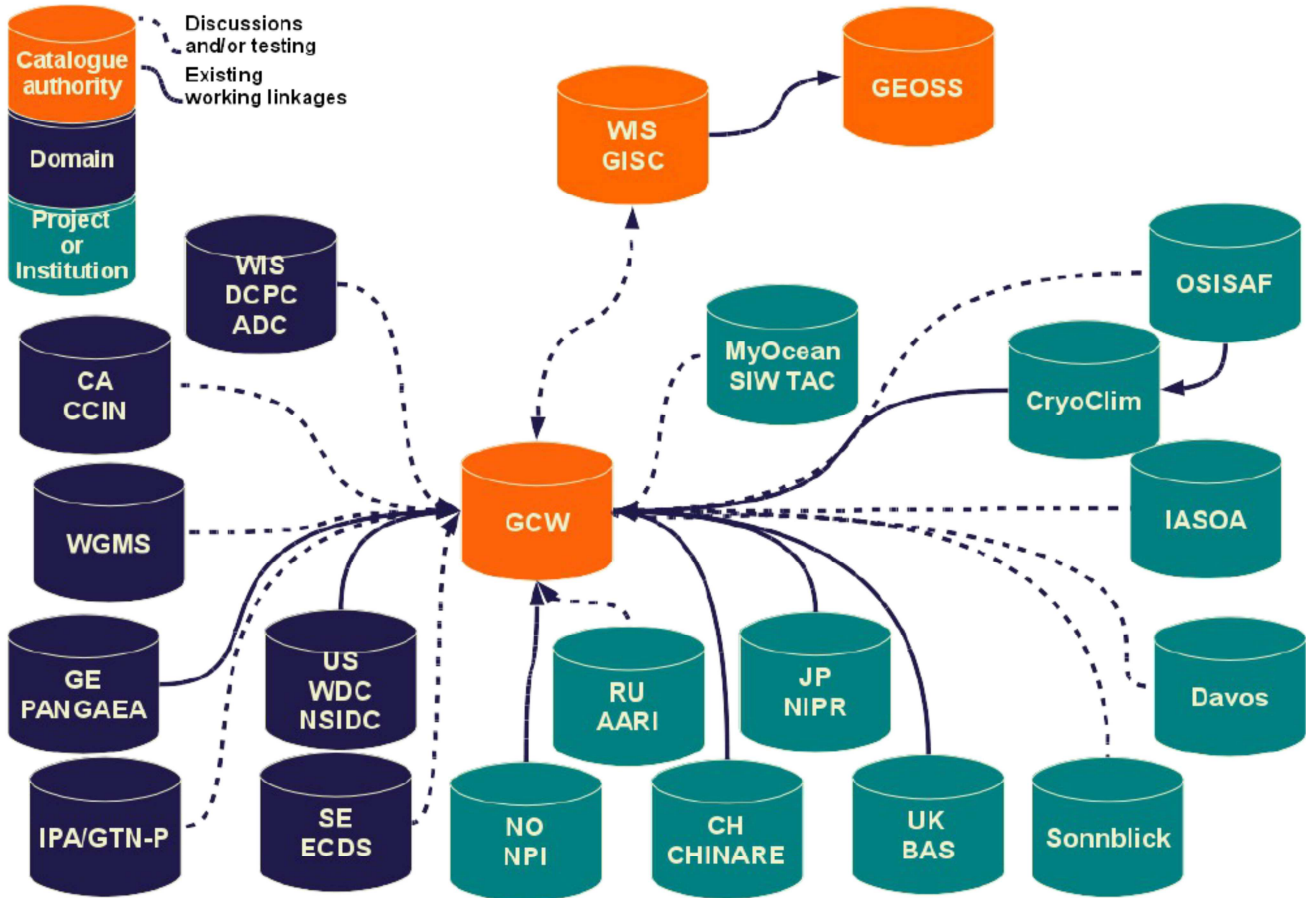 Discussions
and/or testing
Existing
working linkages
Catalogue
authority
Domain
Project
or
Institution
GEOSS
WIS
GISC
WIS
DCPC
ADC
OSISAF
MyOcean
SIW TAC
CA
CCIN
CryoClim
GCW
IASOA
WGMS
GE
PANGAEA
US
WDC
NSIDC
RU
AARI
JP
NIPR
Davos
IPA/GTN-P
SE
ECDS
NO
NPI
CH
CHINARE
UK
BAS
Sonnblick